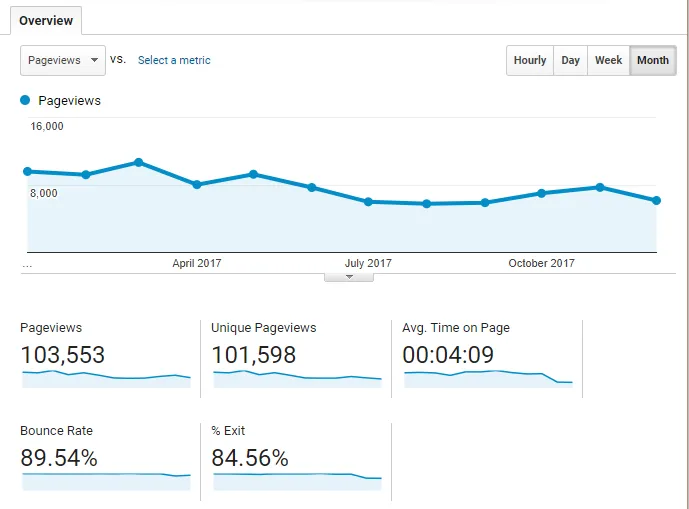 Overview
Pageviews vs. Select a metric Hourly Day Week Month
Pageviews
16,000
8,000
... April 2017 July 2017 October 2017
Pageviews Unique Pageviews Avg. Time on Page
103,553 101,598 00:04:09
Bounce Rate % Exit
89.54% 84.56%